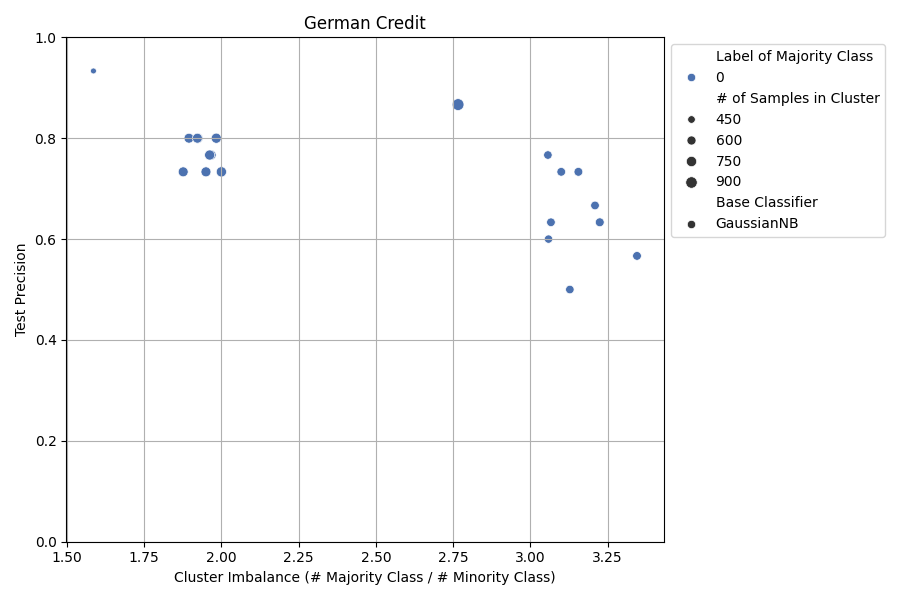 German Credit
1.0
0.8
0.6
0.4
0.2
0.0
Test Precision
1.50 1.75 2.00 2.25 2.50 2.75 3.00 3.25
Cluster Imbalance (# Majority Class / # Minority Class)
Label of Majority Class
0
# of Samples in Cluster
450
600
750
900
Base Classifier
GaussianNB